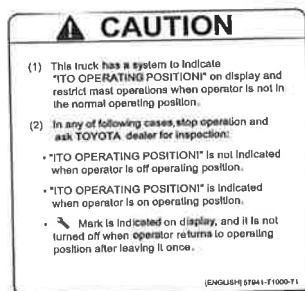 CAUTION
(1) This truck has a system to indicate
"!TO OPERATING POSITION!" on display and
restrict mast operations when operator is not in
the normal operating position.
(2) In any of following cases,stop operation and
ask TOYOTA dealer for inspection:
• "!TO OPERATING POSITION!" is not indicated
when operator is off operating position.
• "!TO OPERATING POSITION!" is indicated
when operator is on operating position.
• Mark is indicated on display, and it is not
turned off when operator returns to operating
position after leaving it once.
[ENGLISH] 57941-T1000-71